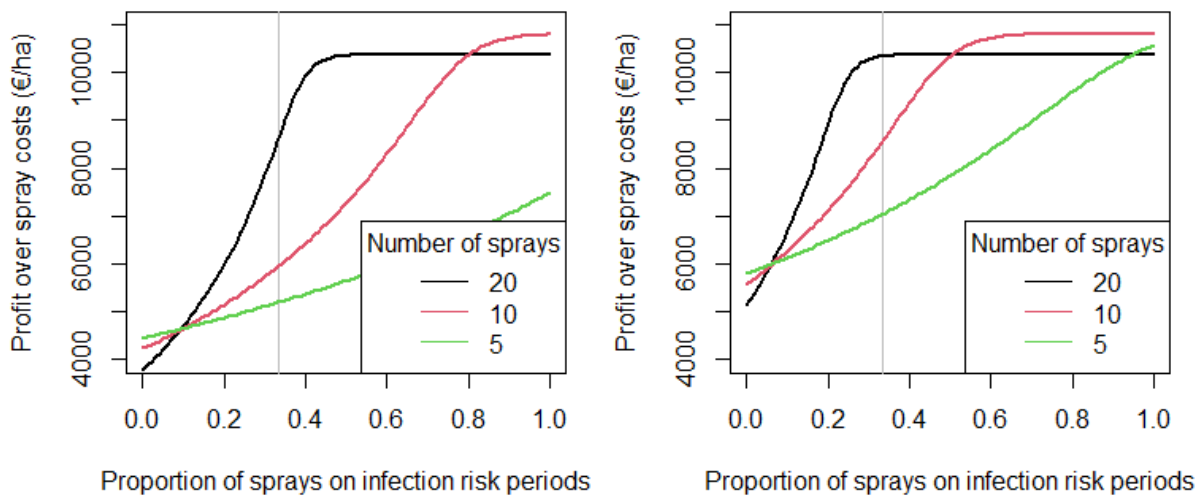 Profit over spray costs (€/ha)
4000 6000 8000 10000
Number of sprays
20
10
5
0.0 0.2 0.4 0.6 0.8 1.0
Proportion of sprays on infection risk periods
Profit over spray costs (€/ha)
4000 6000 8000 10000
Number of sprays
20
10
5
0.0 0.2 0.4 0.6 0.8 1.0
Proportion of sprays on infection risk periods